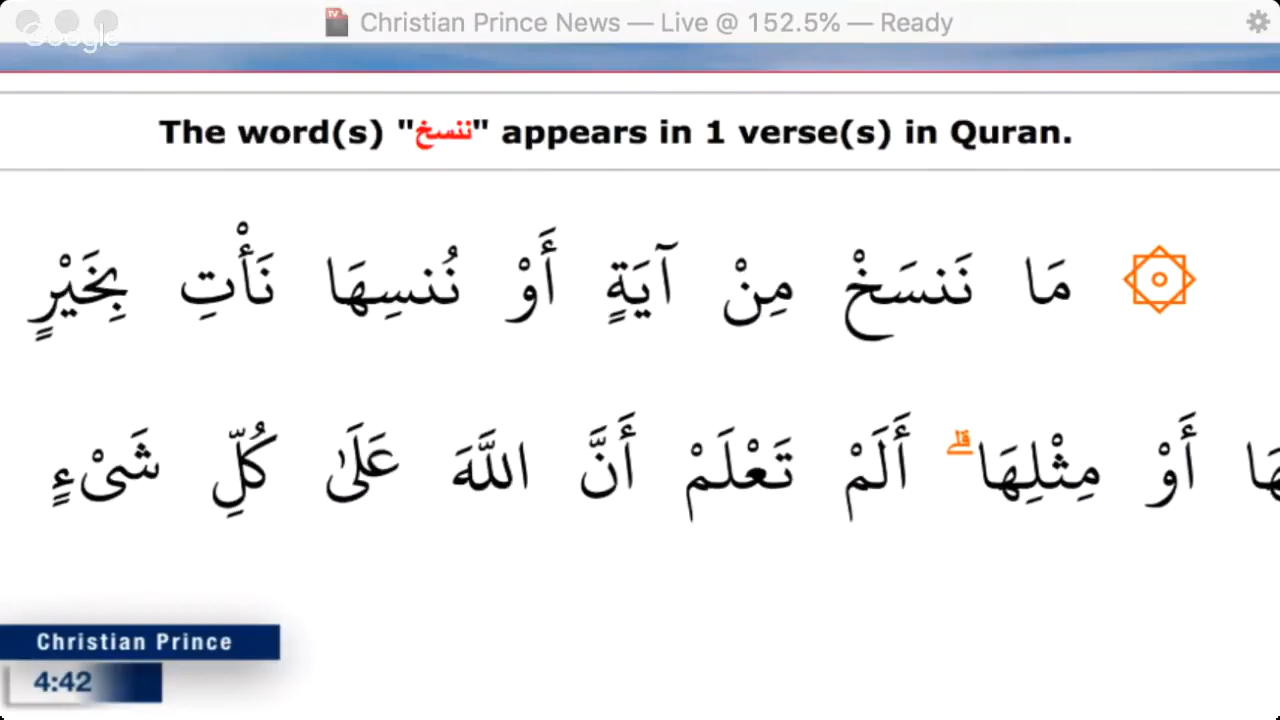 Christian Prince News — Live @ 152.5% — Ready
Google
The word(s) "ننسخ" appears in 1 verse(s) in Quran.
۞ مَا نَنسَخْ مِنْ آيَةٍ أَوْ نُنسِهَا نَأْتِ بِخَيْرٍ
هَا أَوْ مِثْلِهَا ۗ أَلَمْ تَعْلَمْ أَنَّ اللَّهَ عَلَىٰ كُلِّ شَىْءٍ
Christian Prince
4:42